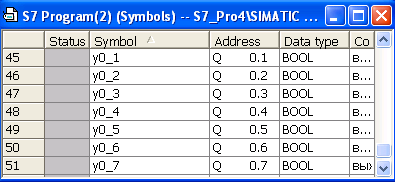 S7 Program(2) (Symbols) -- S7_Pro4\SIMATIC ...
Status Symbol Address Data type Co
45 y0_1 Q 0.1 BOOL в...
46 y0_2 Q 0.2 BOOL в...
47 y0_3 Q 0.3 BOOL в...
48 y0_4 Q 0.4 BOOL в...
49 y0_5 Q 0.5 BOOL в...
50 y0_6 Q 0.6 BOOL в...
51 y0_7 Q 0.7 BOOL вых